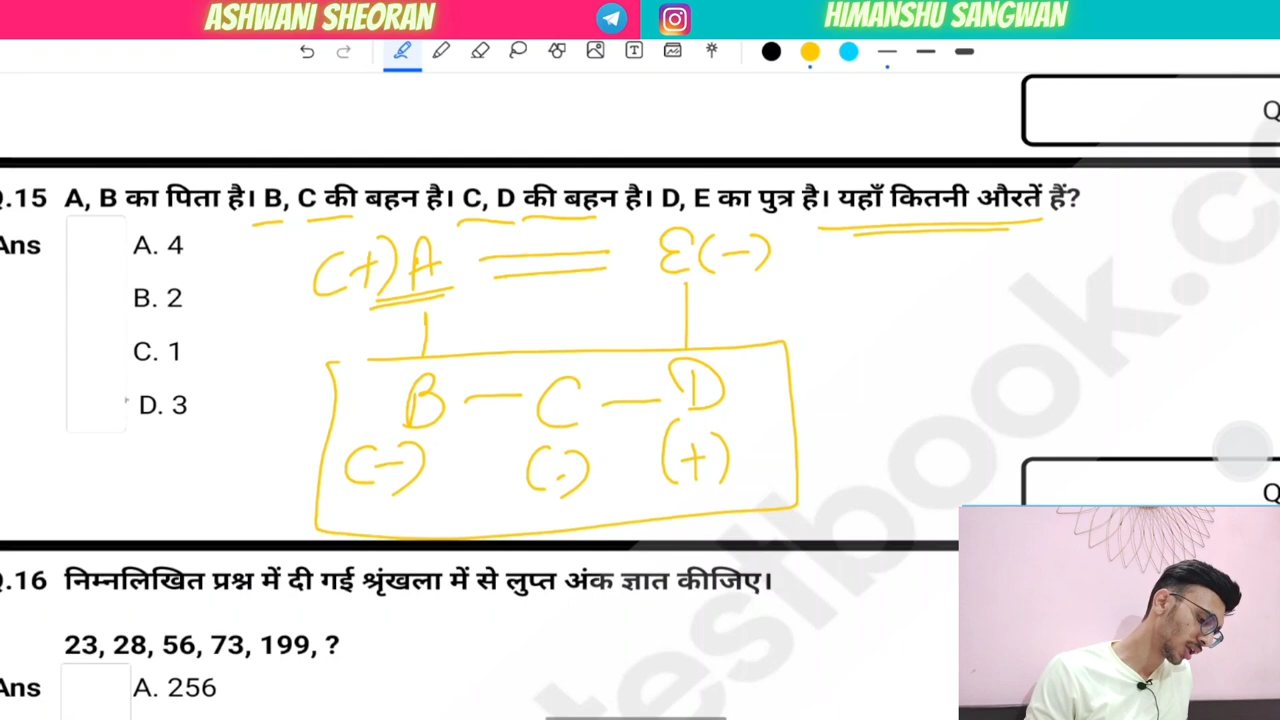 ASHWANI SHEORAN
HIMANSHU SANGWAN
Q
Q.15 A, B का पिता है। B, C की बहन है। C, D की बहन है। D, E का पुत्र है। यहाँ कितनी औरतें हैं?
Ans
A. 4
B. 2
C. 1
D. 3
(+) A = E (-)
B - C - D
(-) (-) (+)
Q
Q.16 निम्नलिखित प्रश्न में दी गई श्रृंखला में से लुप्त अंक ज्ञात कीजिए।
23, 28, 56, 73, 199, ?
Ans A. 256
testbook.c